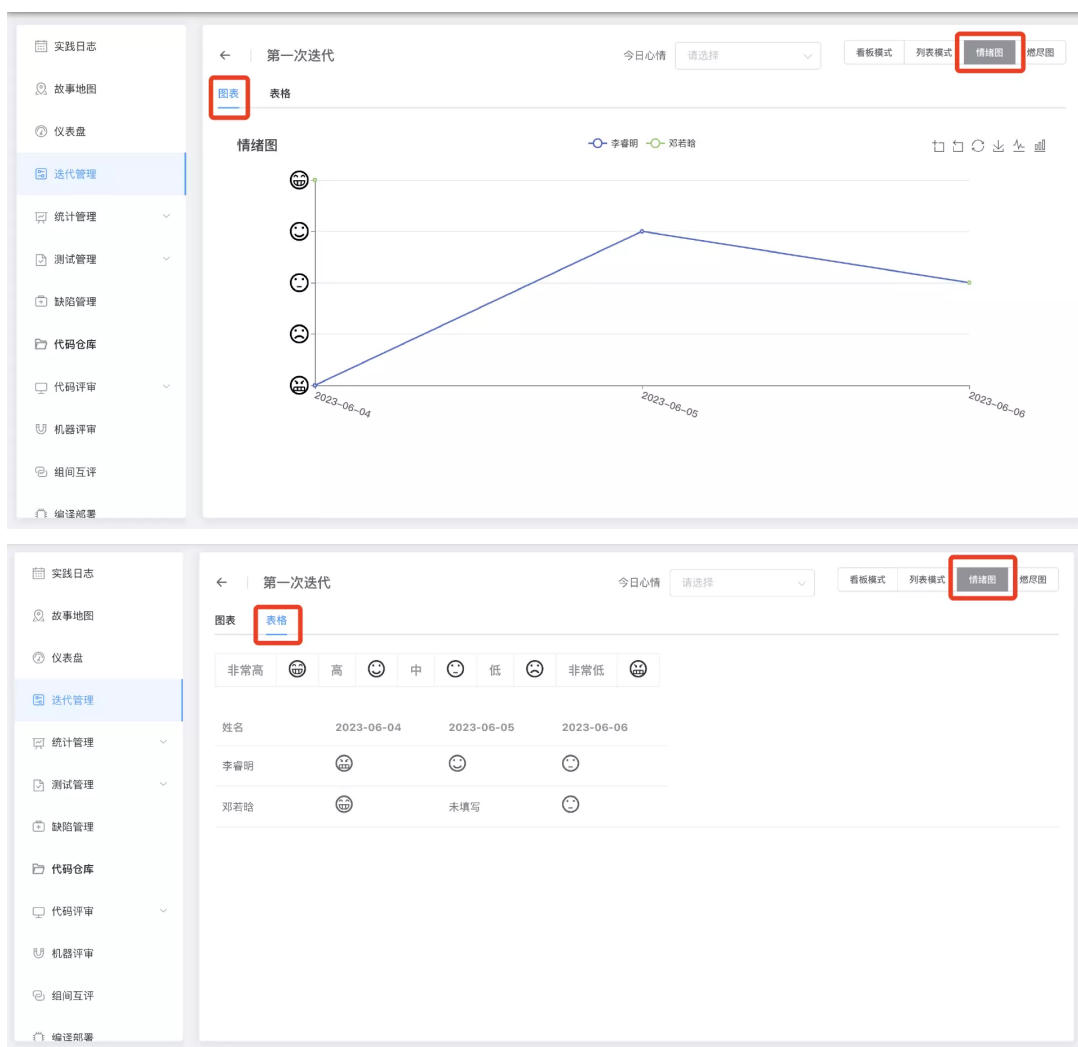 实践日志
故事地图
仪表盘
迭代管理
统计管理
测试管理
缺陷管理
代码仓库
代码评审
机器评审
组间互评
编译部署
第一次迭代
今日心情 请选择
看板模式 列表模式 情绪图 燃尽图
图表 表格
情绪图
李睿明 邓若晗
2023-06-04 2023-06-05 2023-06-06
实践日志
故事地图
仪表盘
迭代管理
统计管理
测试管理
缺陷管理
代码仓库
代码评审
机器评审
组间互评
编译部署
第一次迭代
今日心情 请选择
看板模式 列表模式 情绪图 燃尽图
图表 表格
非常高 高 中 低 非常低
姓名 2023-06-04 2023-06-05 2023-06-06
李睿明
邓若晗 未填写